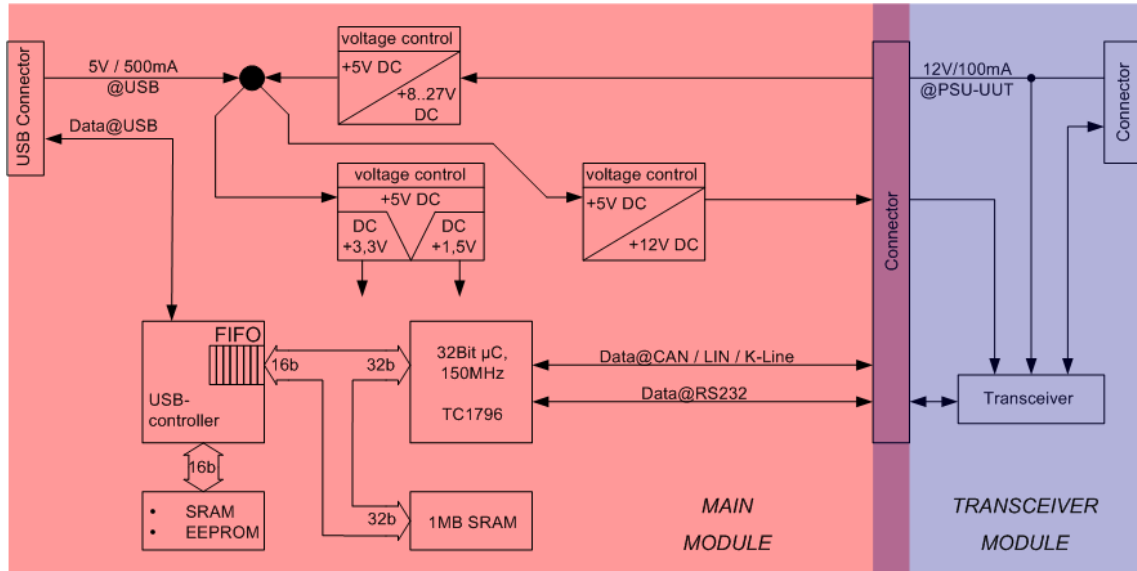 voltage control
+5V DC
+8..27V
DC
USB Connector
5V / 500mA
@USB
Data@USB
12V/100mA
@PSU-UUT
Connector
voltage control
+5V DC
DC
+3,3V
DC
+1,5V
voltage control
+5V DC
+12V DC
Connector
FIFO
USB-
controller
16b
32b
32Bit µC,
150MHz
TC1796
Data@CAN / LIN / K-Line
Data@RS232
Transceiver
16b
• SRAM
• EEPROM
32b
1MB SRAM
MAIN
MODULE
TRANSCEIVER
MODULE